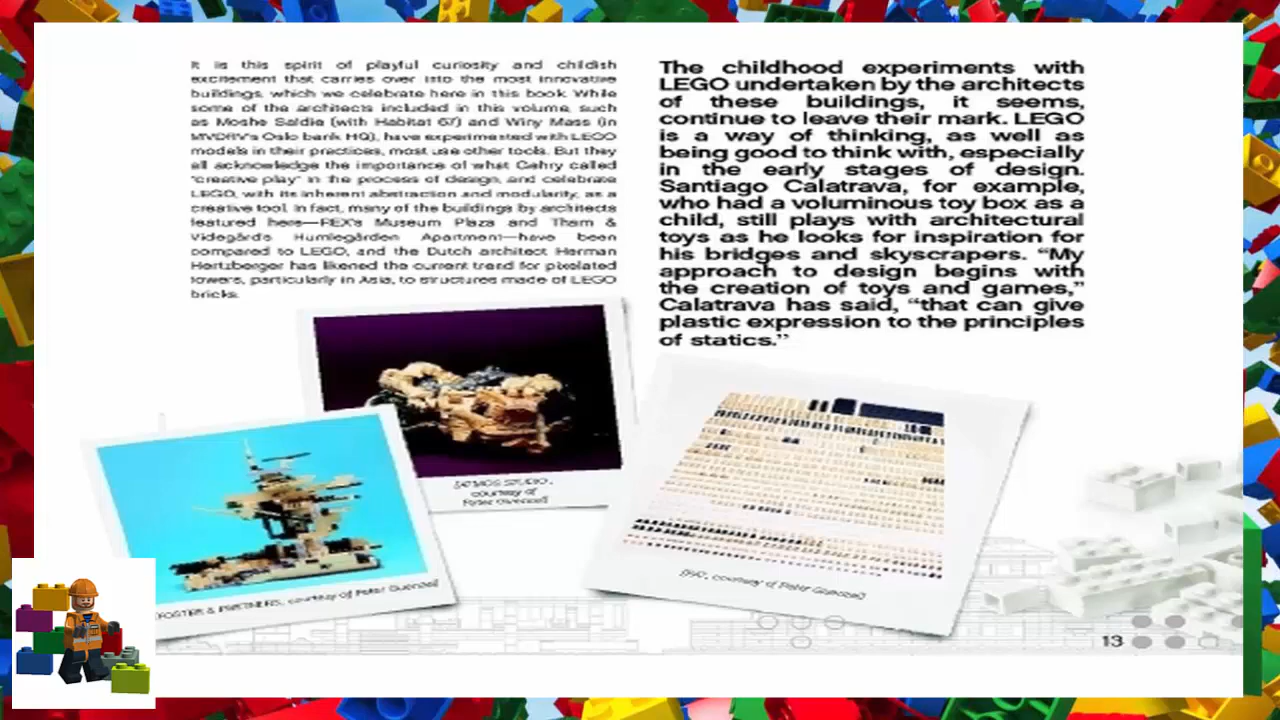 It is this spirit of playful curiosity and childish
excitement that carries over into the most innovative
buildings, which we celebrate here in this book. While
some of the architects included in this volume, such
as Moshe Safdie (with Habitat 67) and Winy Mass (in
MVDRV's Oslo bank HQ), have experimented with LEGO
models in their practices, most use other tools. But they
all acknowledge the importance of what Gehry called
"creative play" in the process of design, and celebrate
LEGO, with its inherent abstraction and modularity, as a
creative tool. In fact, many of the buildings by architects
featured here—REX's Museum Plaza and Tham &
Videgård's Humlegården Apartment—have been
compared to LEGO, and the Dutch architect Herman
Hertzberger has likened the current trend for pixelated
towers, particularly in Asia, to structures made of LEGO
bricks.
The childhood experiments with
LEGO undertaken by the architects
of these buildings, it seems,
continue to leave their mark. LEGO
is a way of thinking, as well as
being good to think with, especially
in the early stages of design.
Santiago Calatrava, for example,
who had a voluminous toy box as a
child, still plays with architectural
toys as he looks for inspiration for
his bridges and skyscrapers. “My
approach to design begins with
the creation of toys and games,”
Calatrava has said, “that can give
plastic expression to the principles
of statics.”
STUDIO,
courtesy of
Peter Guenzel]
[FOSTER & PARTNERS, courtesy of Peter Guenzel]
courtesy of Peter Guenzel]
13